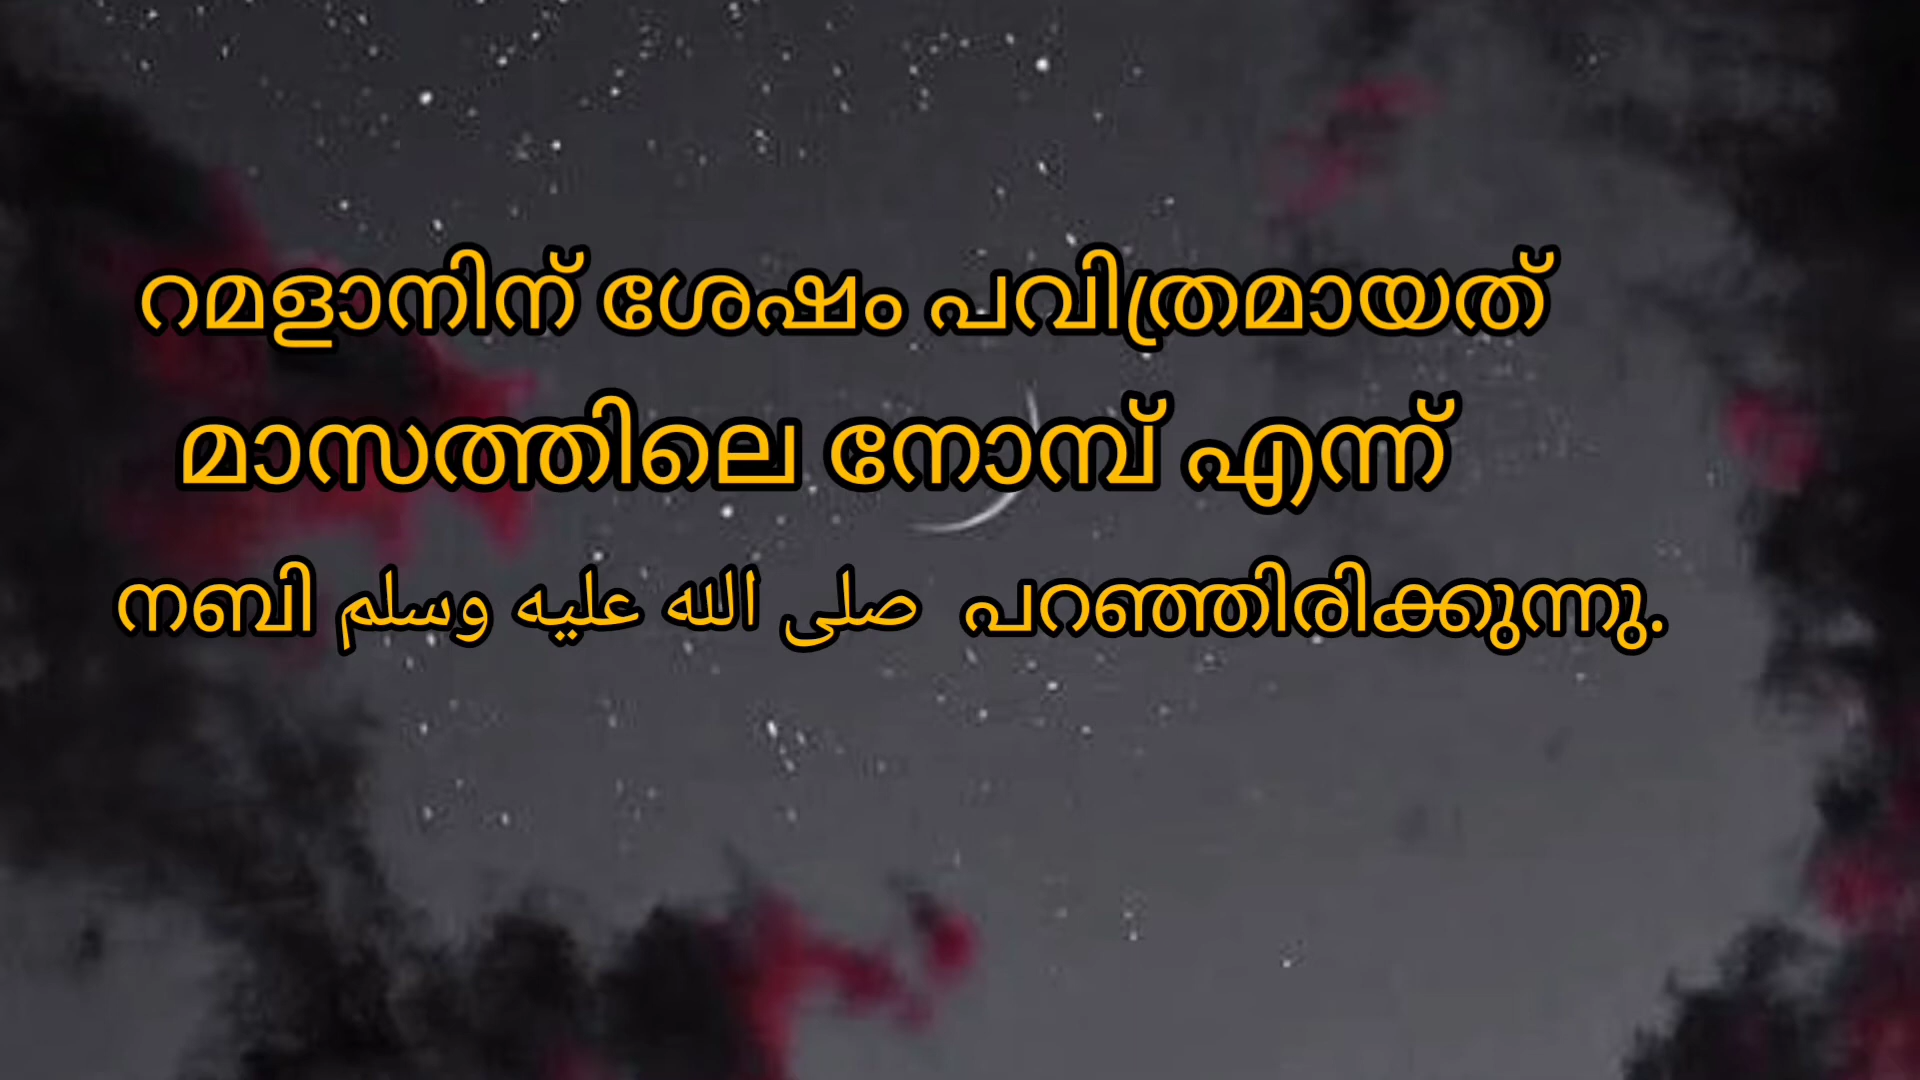 റമളാനിന് ശേഷം പവിത്രമായത്
മാസത്തിലെ നോമ്പ് എന്ന്
നബി صلى الله عليه وسلم പറഞ്ഞിരിക്കുന്നു.